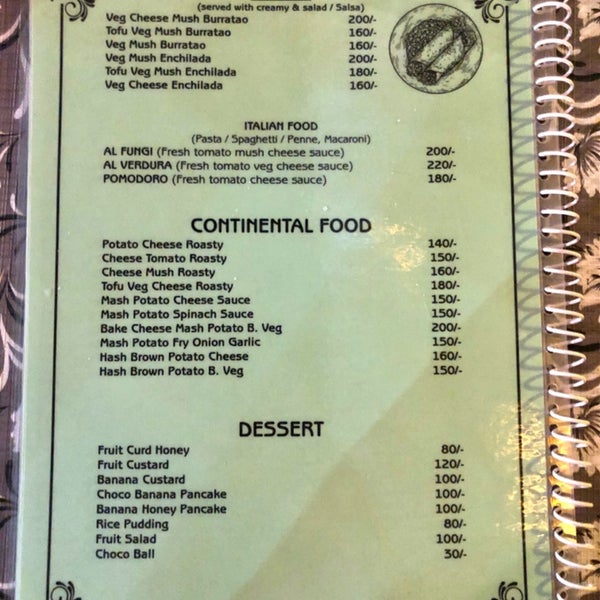 (served with creamy & salad / Salsa)
Veg Cheese Mush Burratao 200/-
Tofu Veg Mush Burratao 160/-
Veg Mush Burratao 160/-
Veg Mush Enchilada 200/-
Tofu Veg Mush Enchilada 180/-
Veg Cheese Enchilada 160/-
ITALIAN FOOD
(Pasta / Spaghetti / Penne, Macaroni)
AL FUNGI (Fresh tomato mush cheese sauce) 200/-
AL VERDURA (Fresh tomato veg cheese sauce) 220/-
POMODORO (Fresh tomato cheese sauce) 180/-
CONTINENTAL FOOD
Potato Cheese Roasty 140/-
Cheese Tomato Roasty 150/-
Cheese Mush Roasty 160/-
Tofu Veg Cheese Roasty 180/-
Mash Potato Cheese Sauce 150/-
Mash Potato Spinach Sauce 150/-
Bake Cheese Mash Potato B. Veg 200/-
Mash Potato Fry Onion Garlic 150/-
Hash Brown Potato Cheese 160/-
Hash Brown Potato B. Veg 150/-
DESSERT
Fruit Curd Honey 80/-
Fruit Custard 120/-
Banana Custard 100/-
Choco Banana Pancake 100/-
Banana Honey Pancake 100/-
Rice Pudding 80/-
Fruit Salad 100/-
Choco Ball 30/-